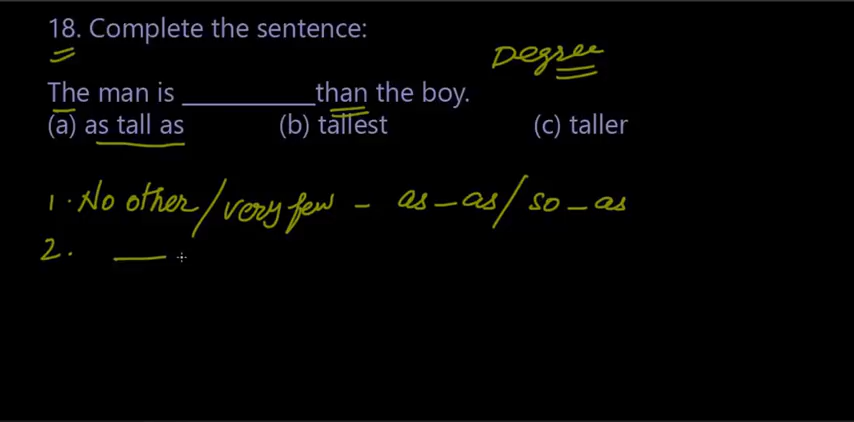 18. Complete the sentence:
Degree
The man is __________ than the boy.
(a) as tall as (b) tallest (c) taller
1. No other / very few - as _ as / so _ as
2. __